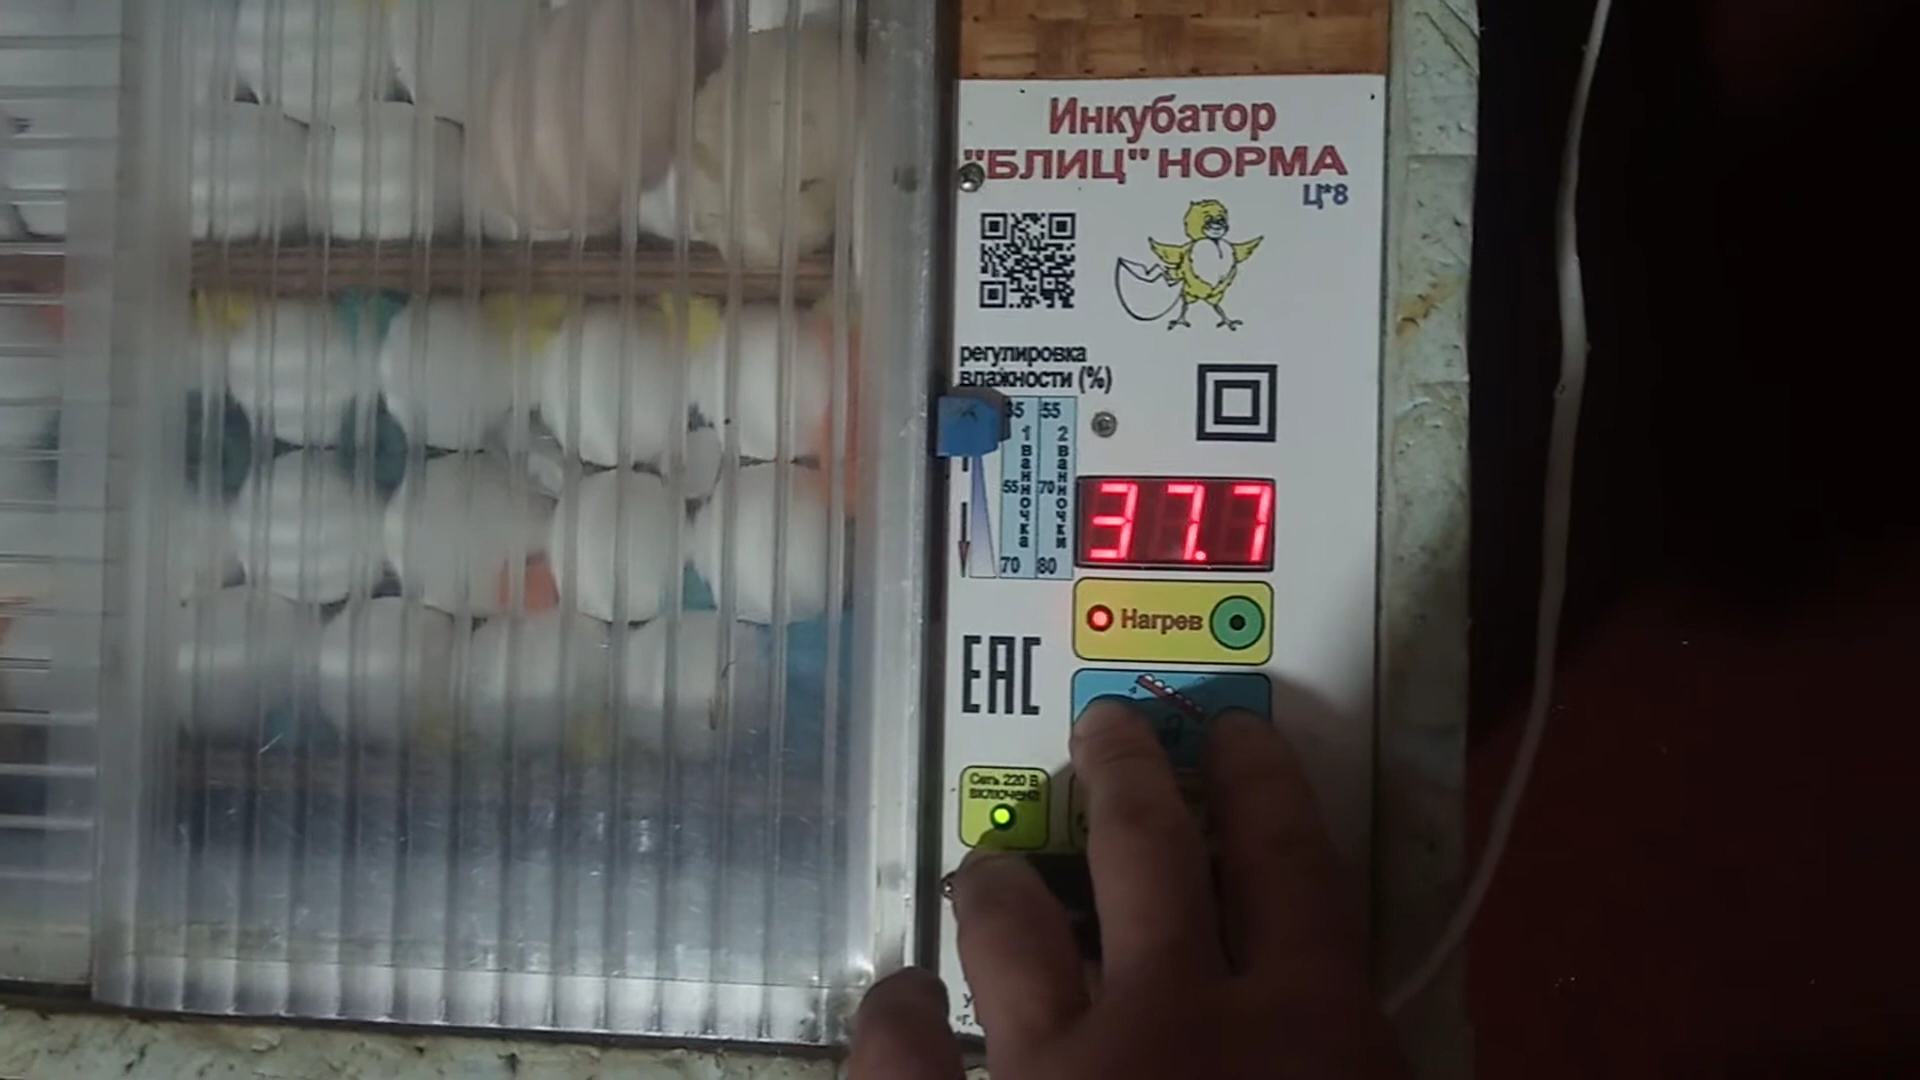 Инкубатор
"БЛИЦ" НОРМА
Ц*8
регулировка
влажности (%)
35 55
1 ванночка
2 ванночки
55 70
70 80
37.7
Нагрев
ЕАС
Сеть 220 В
включена